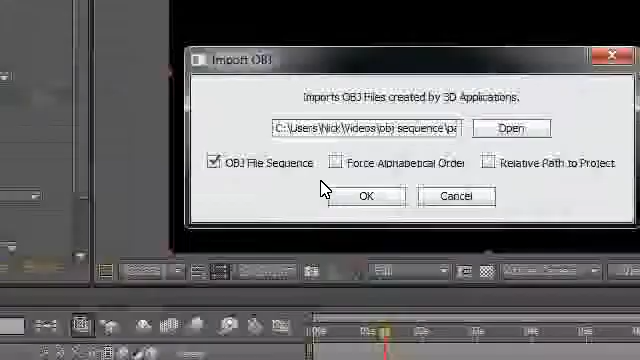 Import OBJ
Imports OBJ Files created by 3D Applications.
C:\Users\Nick\Videos\obj sequence\pa
Open
OBJ File Sequence
Force Alphabetical Order
Relative Path to Project
OK
Cancel
Full